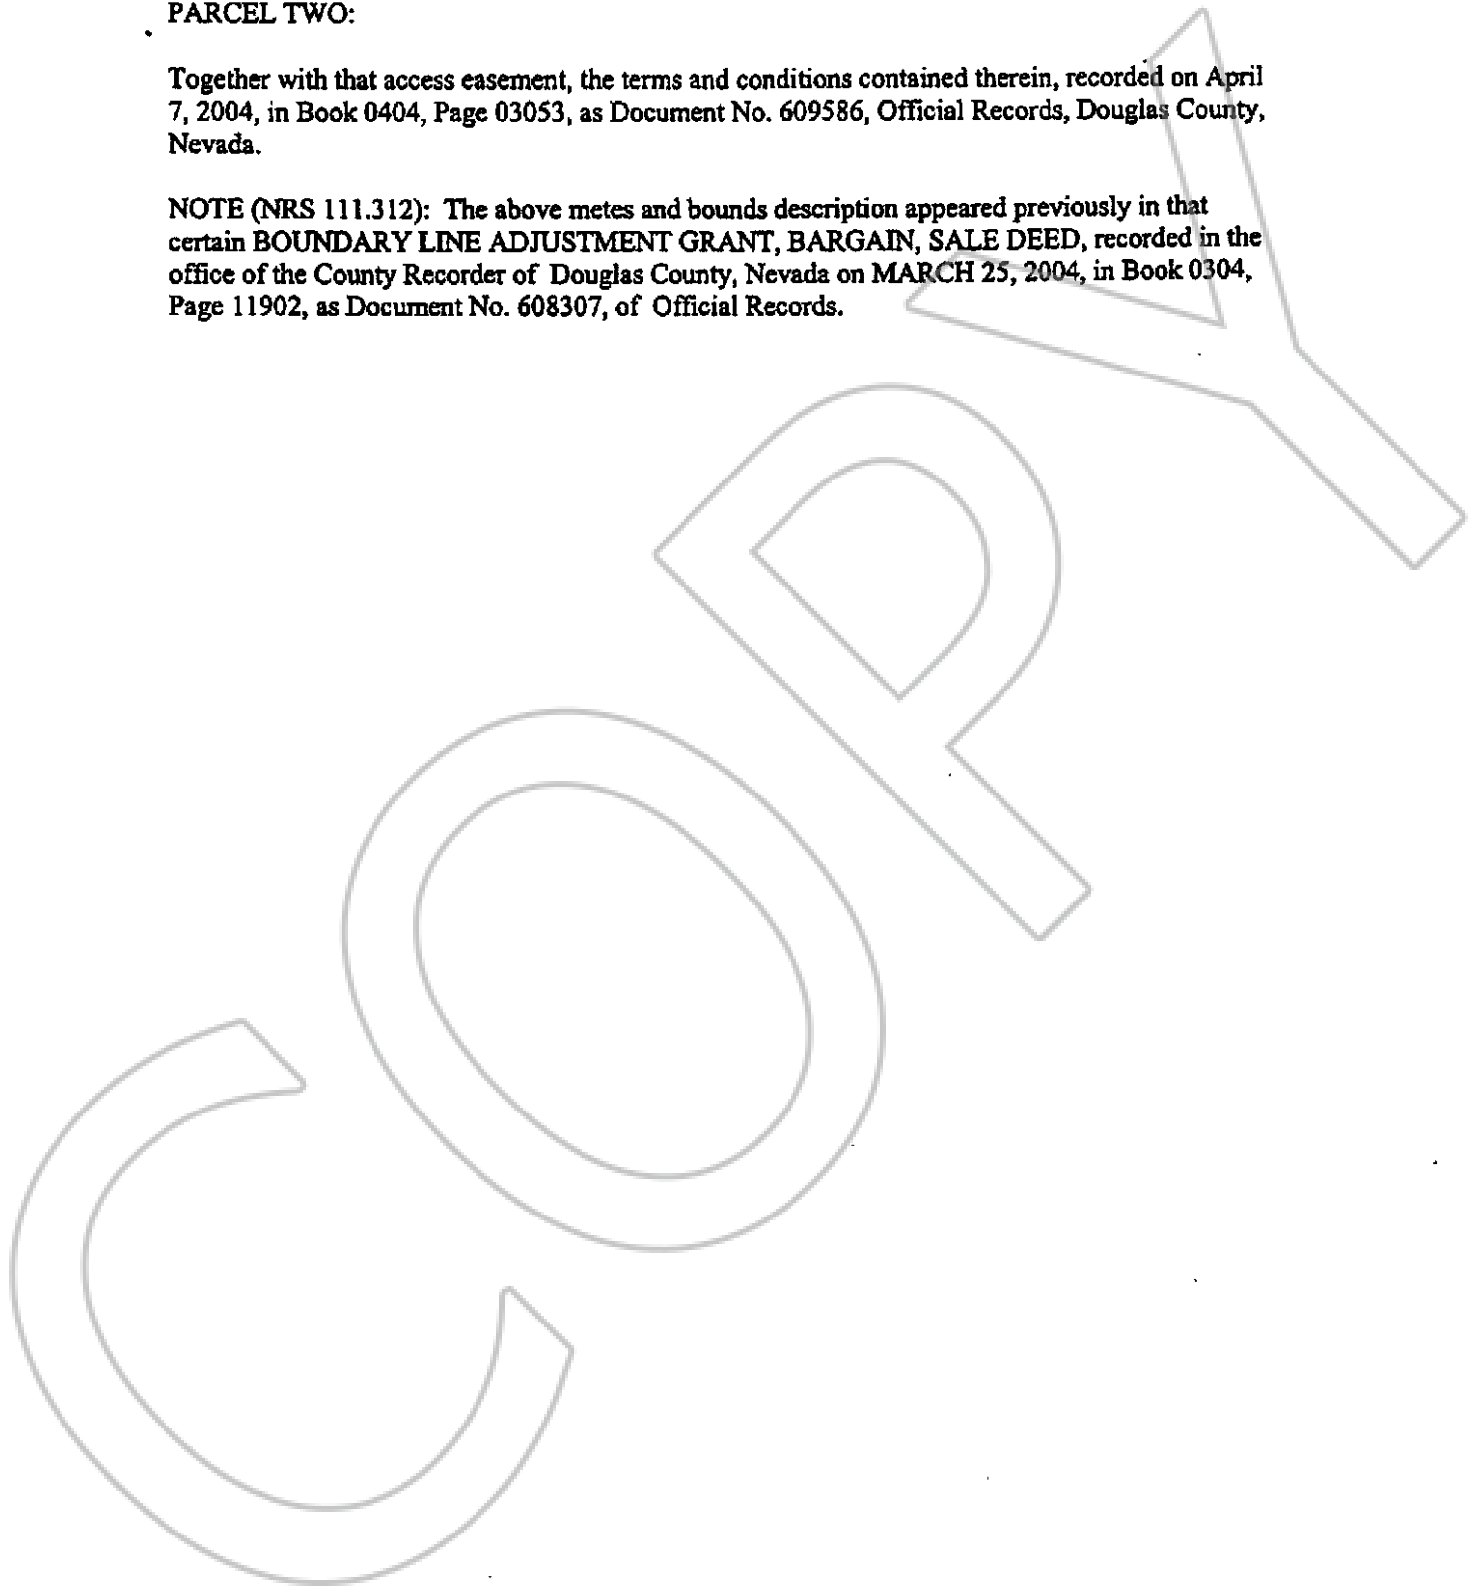 PARCEL TWO:
Together with that access easement, the terms and conditions contained therein, recorded on April
7, 2004, in Book 0404, Page 03053, as Document No. 609586, Official Records, Douglas County,
Nevada.
NOTE (NRS 111.312): The above metes and bounds description appeared previously in that
certain BOUNDARY LINE ADJUSTMENT GRANT, BARGAIN, SALE DEED, recorded in the
office of the County Recorder of Douglas County, Nevada on MARCH 25, 2004, in Book 0304,
Page 11902, as Document No. 608307, of Official Records.
COPY